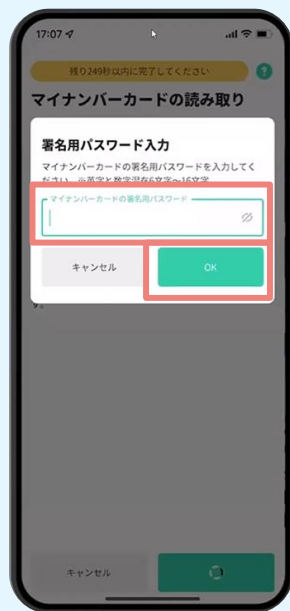 17:07
残り249秒以内に完了してください
?
マイナンバーカードの読み取り
署名用パスワード入力
マイナンバーカードの署名用パスワードを入力してく
ださい。※英字と数字混在6文字〜16文字
マイナンバーカードの署名用パスワード
キャンセル
OK
す。
キャンセル